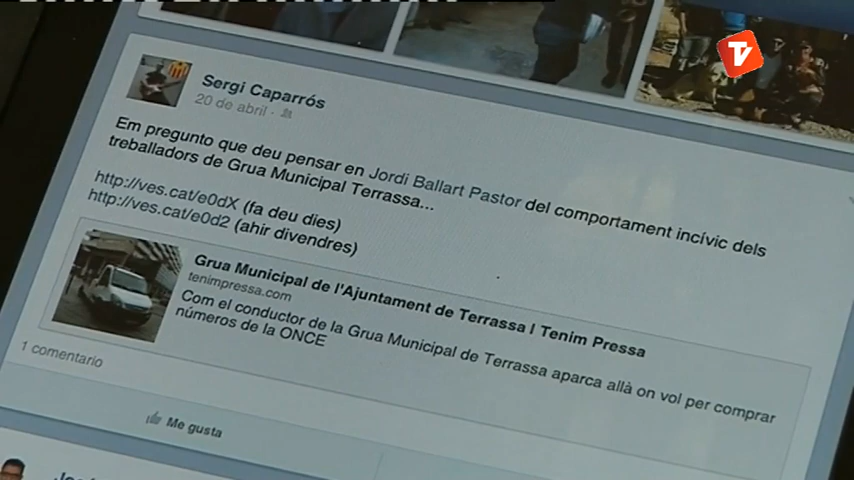 TV
Sergi Caparrós
20 de abril ·
Em pregunto que deu pensar en Jordi Ballart Pastor del comportament incívic dels
treballadors de Grua Municipal Terrassa...
http://ves.cat/e0dX (fa deu dies)
http://ves.cat/e0d2 (ahir divendres)
Grua Municipal de l'Ajuntament de Terrassa | Tenim Pressa
tenimpressa.com
Com el conductor de la Grua Municipal de Terrassa aparca allà on vol per comprar
números de la ONCE
1 comentario
Me gusta